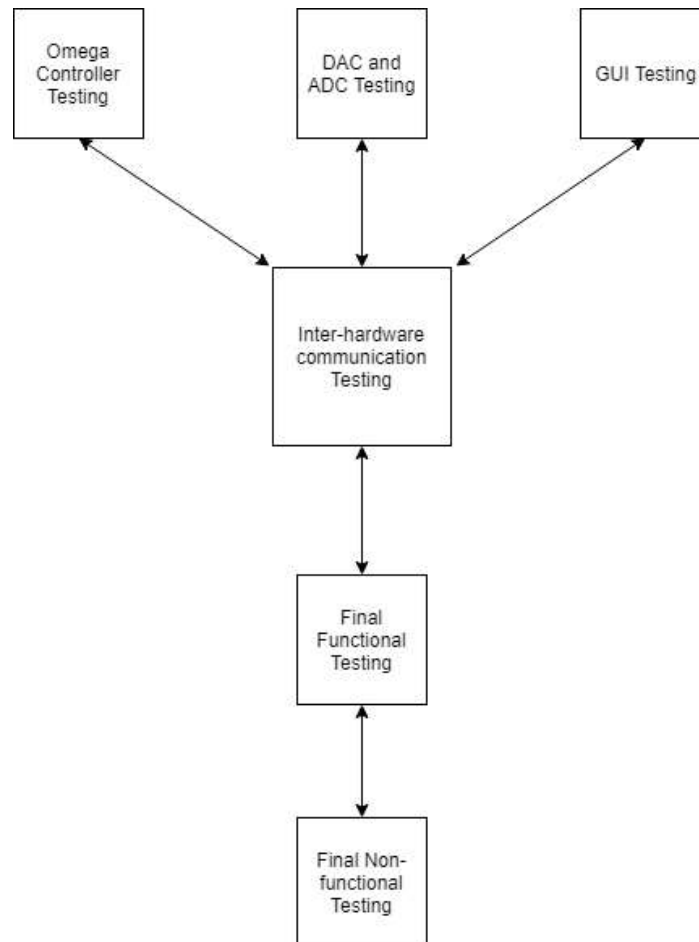 Omega
Controller
Testing
DAC and
ADC Testing
GUI Testing
Inter-hardware
communication
Testing
Final
Functional
Testing
Final Non-
functional
Testing